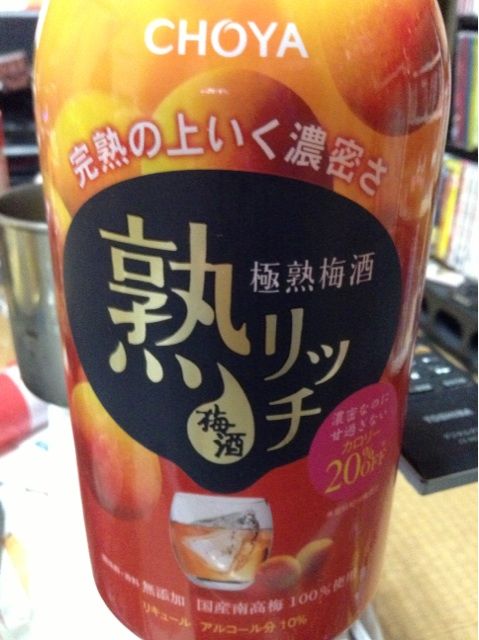 CHOYA
完熟の上いく濃密さ
極熟梅酒
熟リッチ
梅酒
濃密なのに
甘過ぎない
カロリー
20%OFF
無添加 国産南高梅100%使用
リキュール アルコール分10%
TOSHIBA